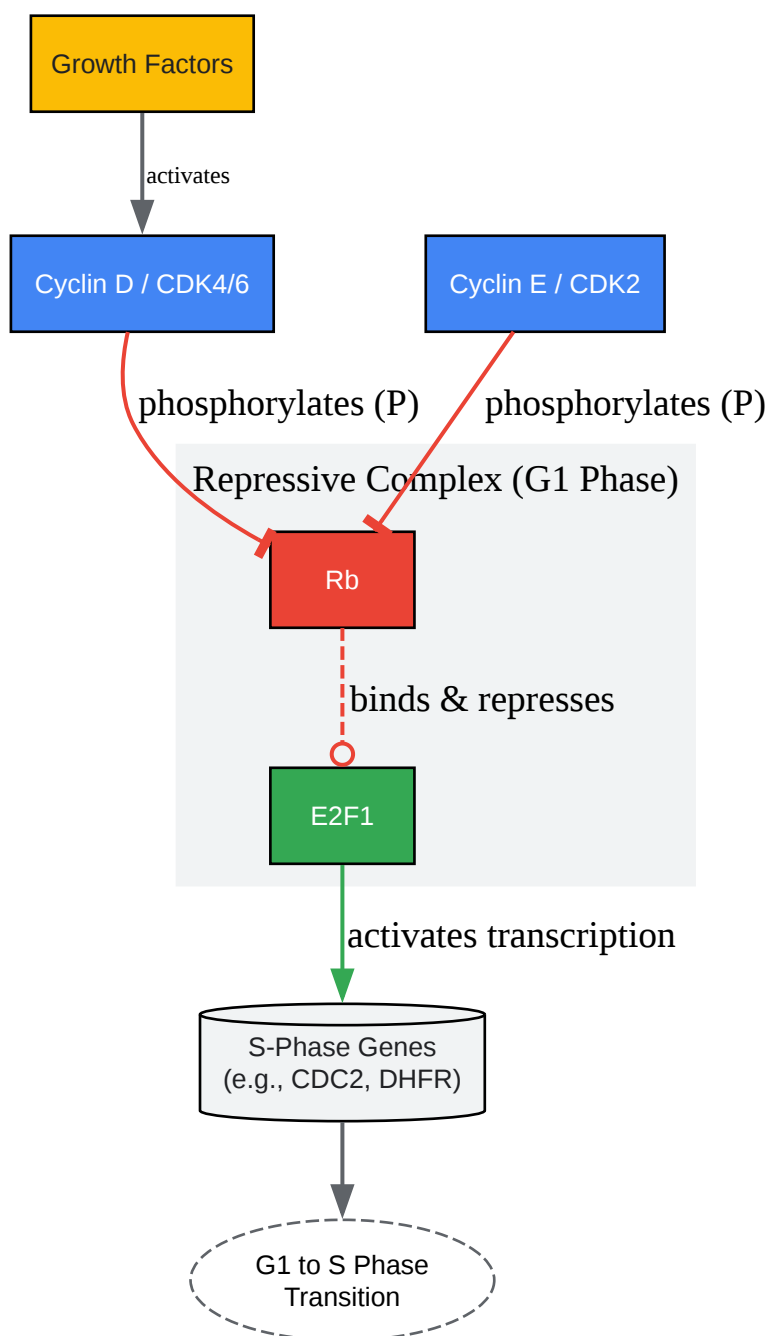 Growth Factors
activates
Cyclin D / CDK4/6
Cyclin E / CDK2
phosphorylates (P)
phosphorylates (P)
Repressive Complex (G1 Phase)
Rb
binds & represses
E2F1
activates transcription
S-Phase Genes
(e.g., CDC2, DHFR)
G1 to S Phase
Transition